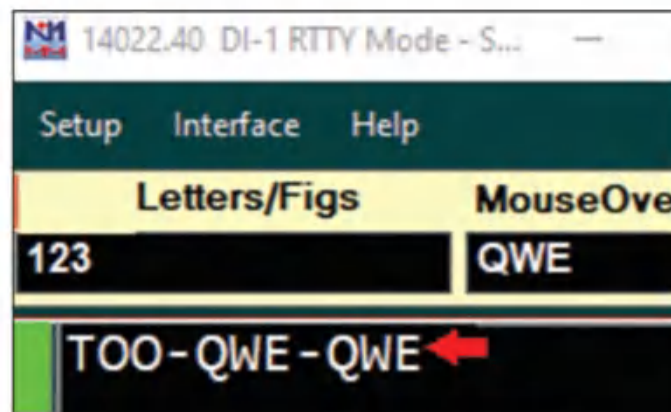 14022.40 DI-1 RTTY Mode - S...
Setup Interface Help
Letters/Figs MouseOve
123 QWE
TOO-QWE-QWE